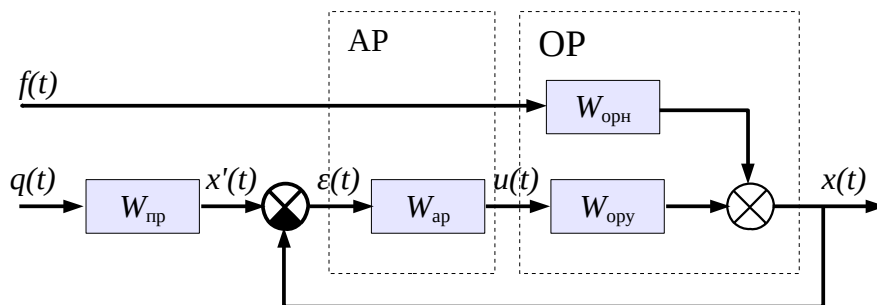 АР
ОР
f(t)
Wорн
q(t)
Wпр
x'(t)
ε(t)
Wар
u(t)
Wору
x(t)